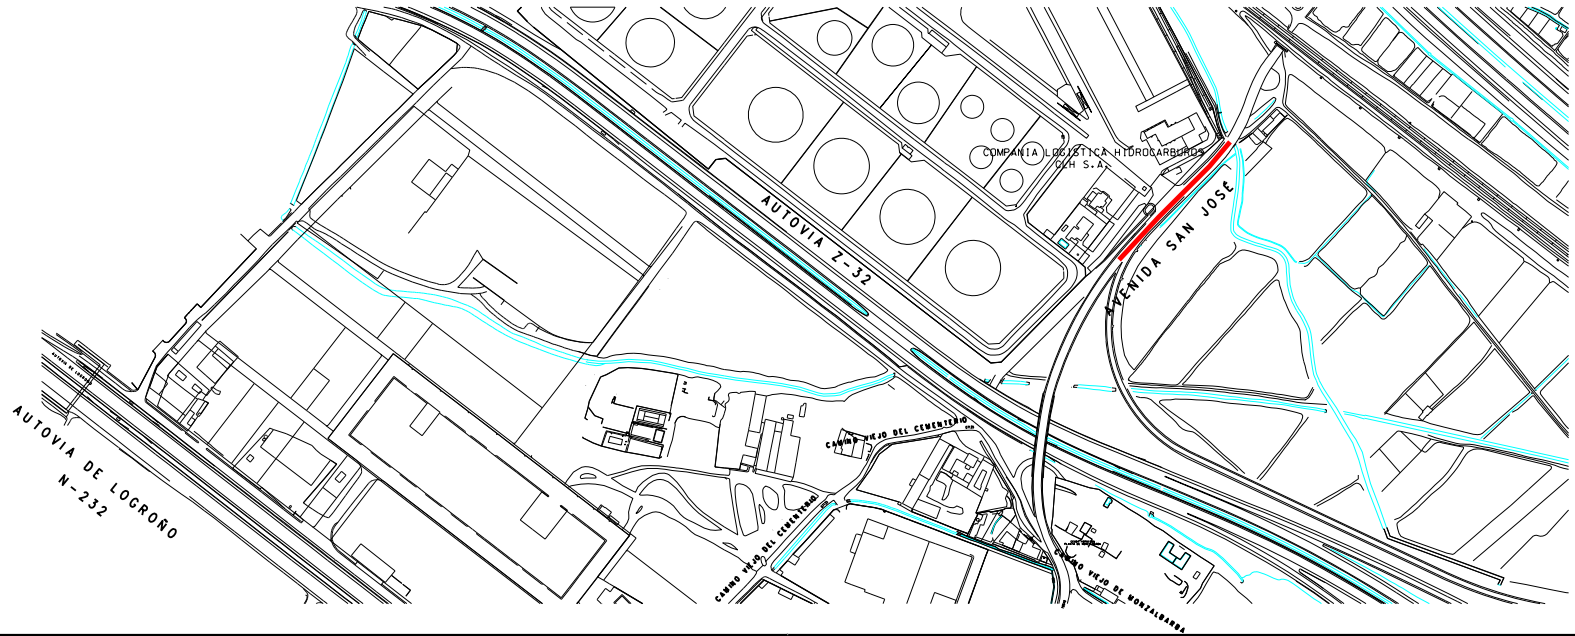 COMPAÑIA LOGISTICA HIDROCARBUROS
CLH S.A.
AUTOVIA Z-32
AVENIDA SAN JOSÉ
AUTOVIA DE LOGROÑO
N-232
CAMINO VIEJO DEL CEMENTERIO
CAMINO VIEJO DEL CEMENTERIO
CAMINO VIEJO DE MONZALBARBA